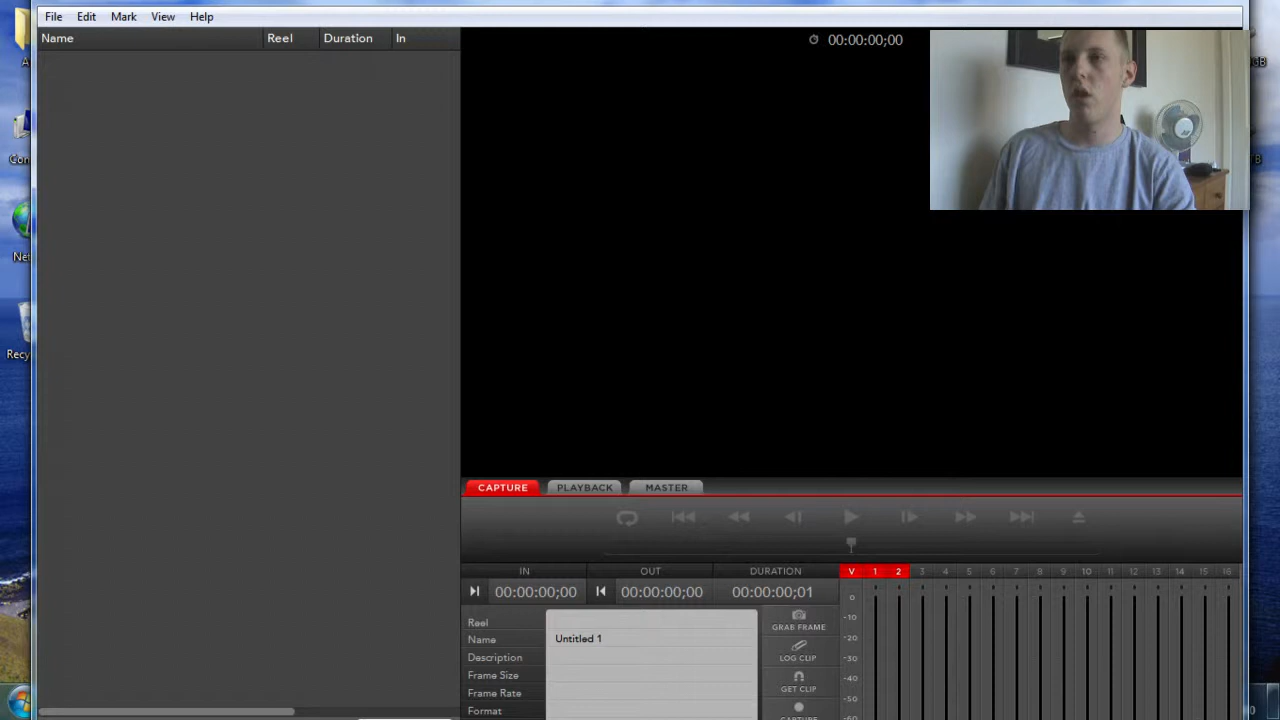 File Edit Mark View Help
Name Reel Duration In
00:00:00;00
CAPTURE PLAYBACK MASTER
IN OUT DURATION V 1 2 3 4 5 6 7 8 9 10 11 12 13 14 15 16
00:00:00;00 00:00:00;00 00:00:00;01
0
-10
-20
-30
-40
-50
-60
Reel
Name Untitled 1
Description
Frame Size
Frame Rate
Format
GRAB FRAME
LOG CLIP
GET CLIP
CAPTURE
Con
Net
Recy